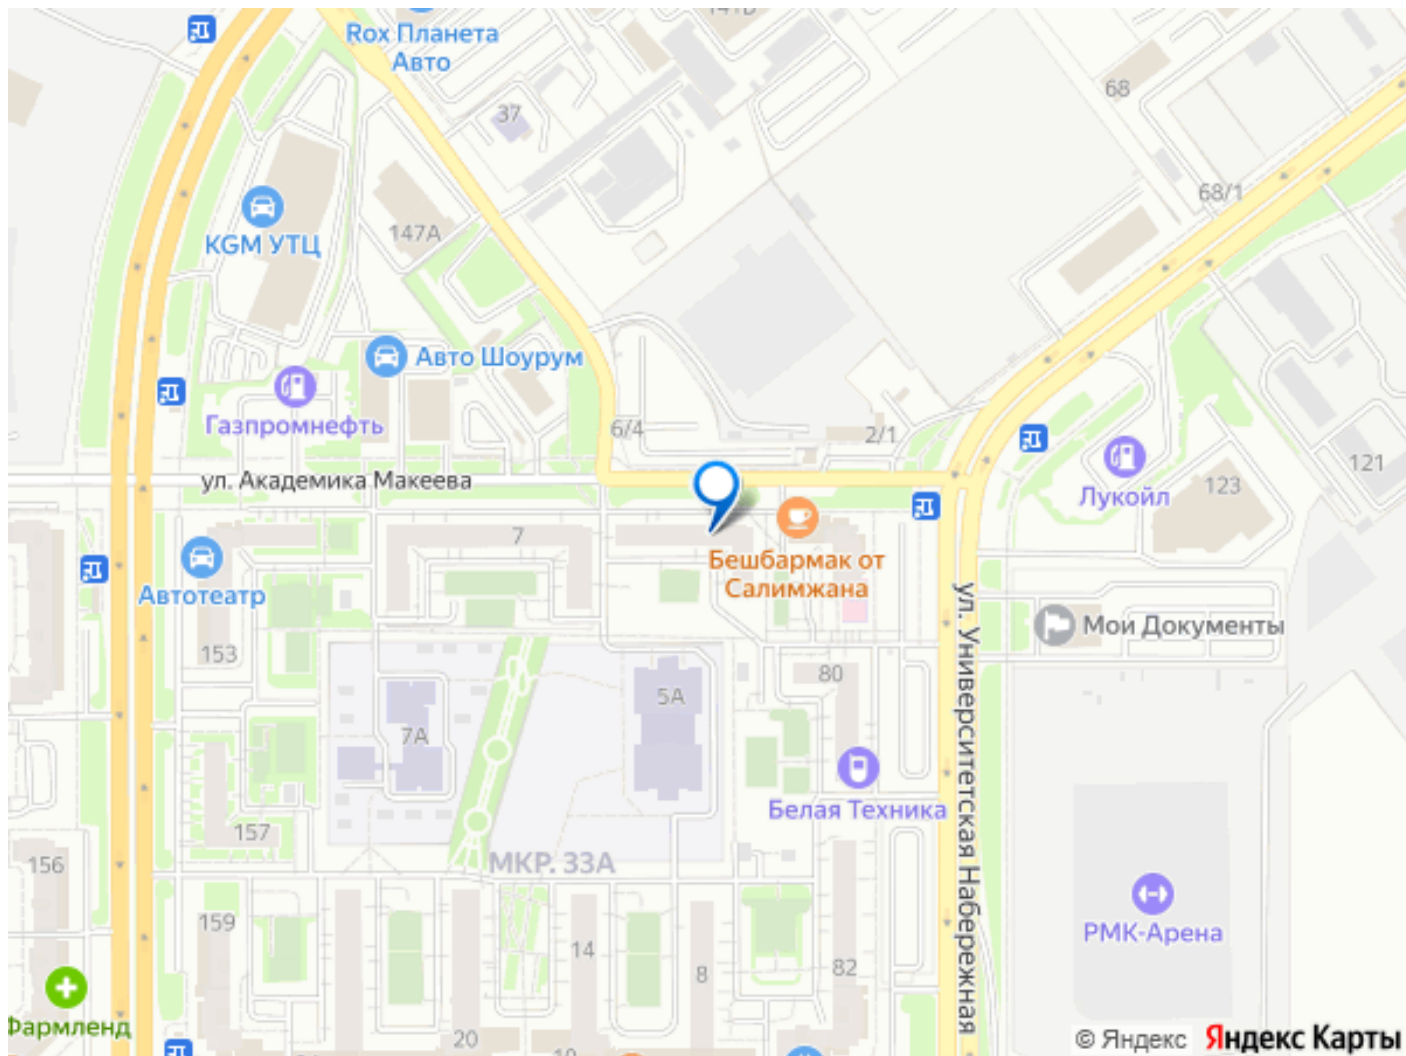 141Б
Rox Планета
Авто
68
37
68/1
147А
KGM УТЦ
Авто Шоурум
Газпромнефть
6/4
2/1
121
123
Лукойл
ул. Академика Макеева
7
Бешбармак от
Салимжана
Автотеатр
ул. Университетская Набережная
Мои Документы
153
80
5А
7А
Белая Техника
157
МКР. 33А
156
159
14
8
82
РМК-Арена
Фармленд
20
© Яндекс Яндекс Карты